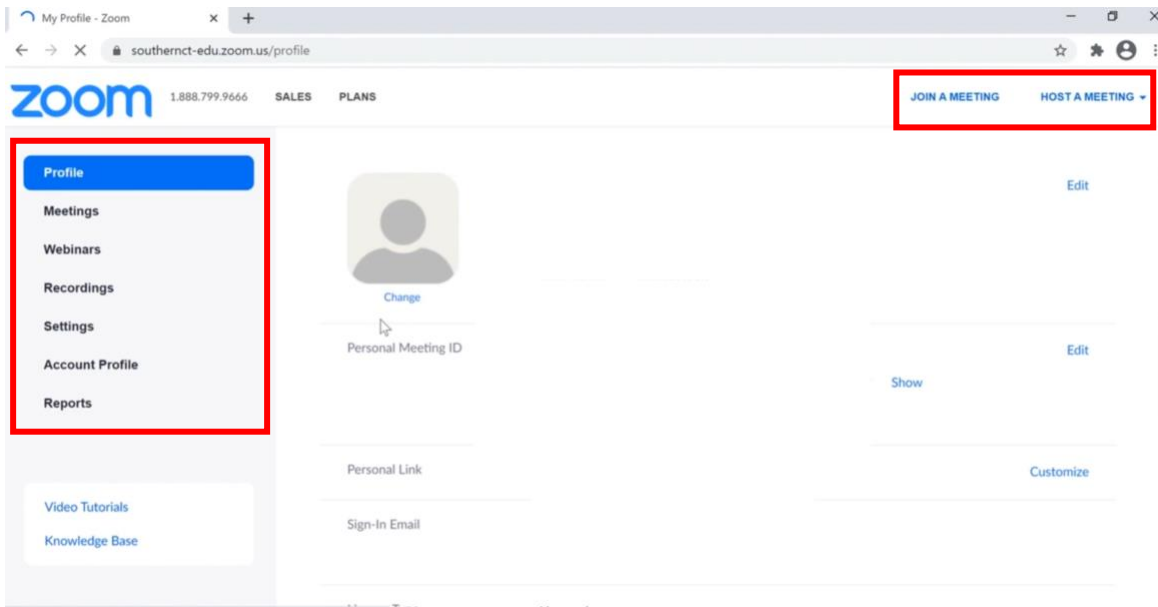 My Profile - Zoom
southernct-edu.zoom.us/profile
zoom 1.888.799.9666 SALES PLANS JOIN A MEETING HOST A MEETING
Profile
Edit
Meetings
Webinars
Recordings
Change
Settings
Personal Meeting ID
Edit
Account Profile
Show
Reports
Personal Link
Customize
Video Tutorials
Sign-In Email
Knowledge Base